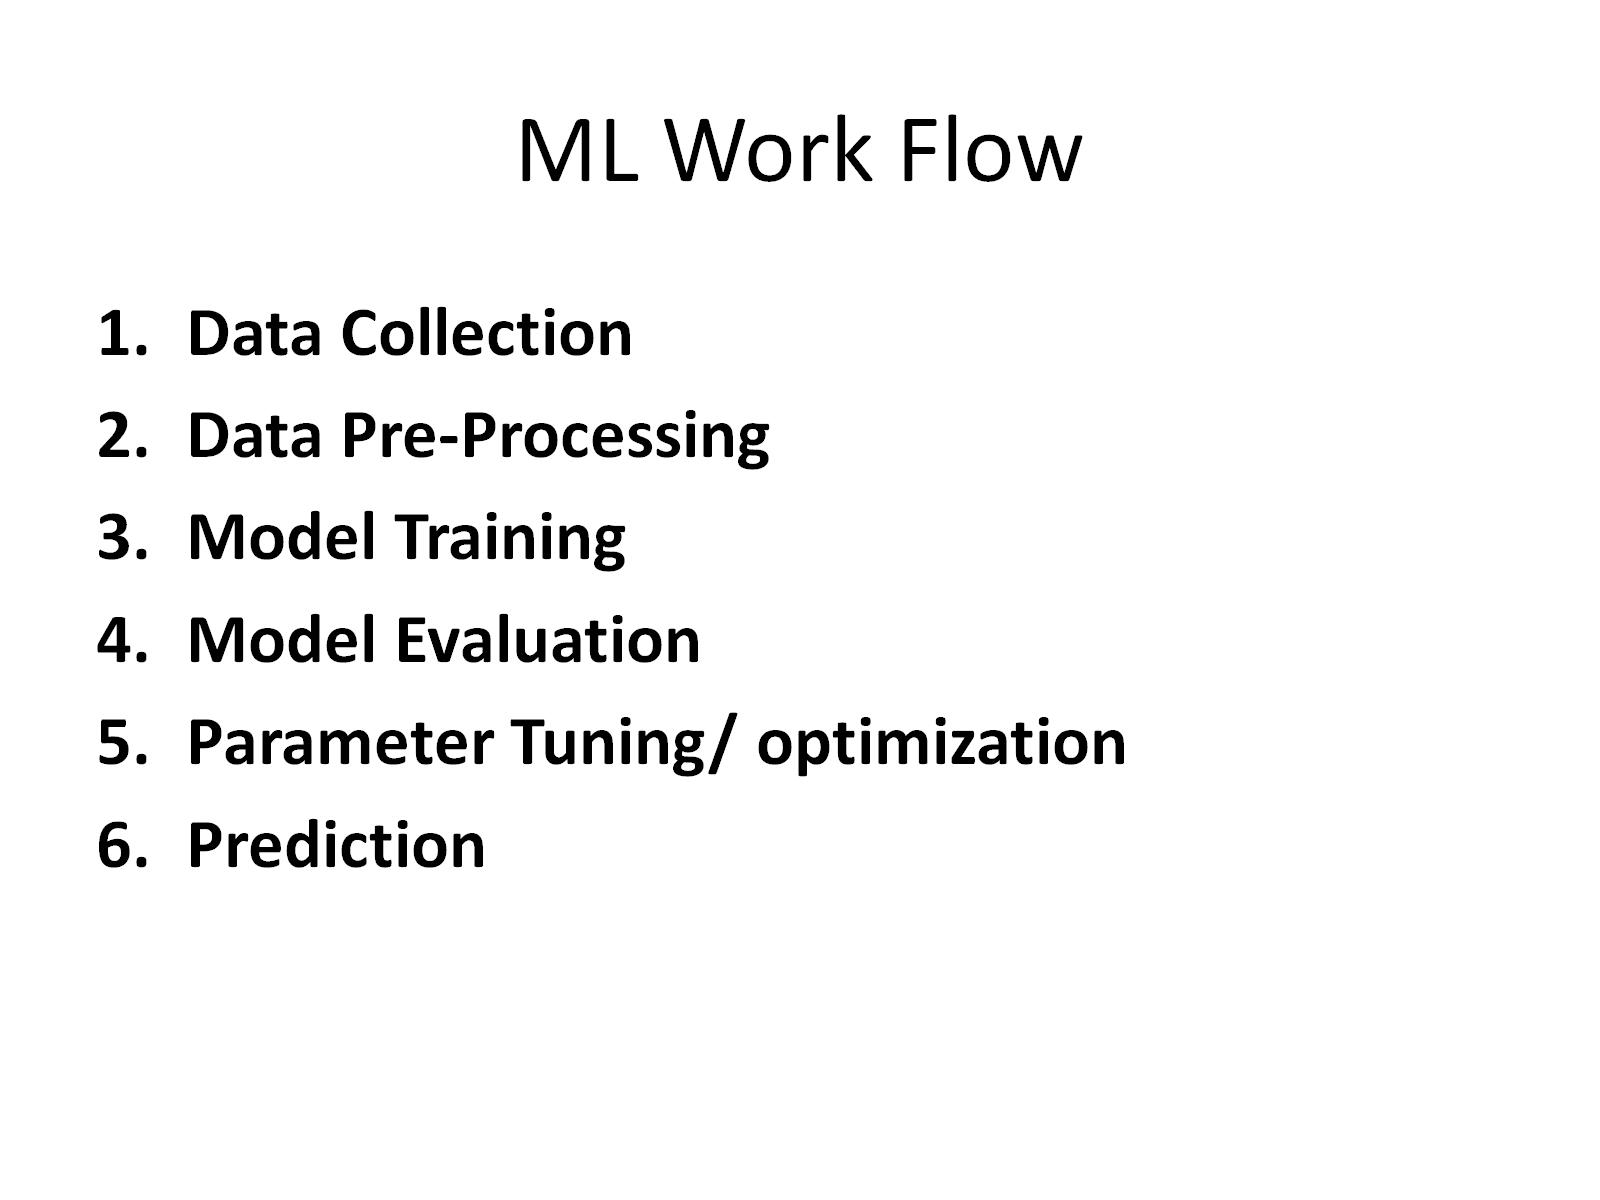 ML Work Flow
1. Data Collection
2. Data Pre-Processing
3. Model Training
4. Model Evaluation
5. Parameter Tuning/ optimization
6. Prediction